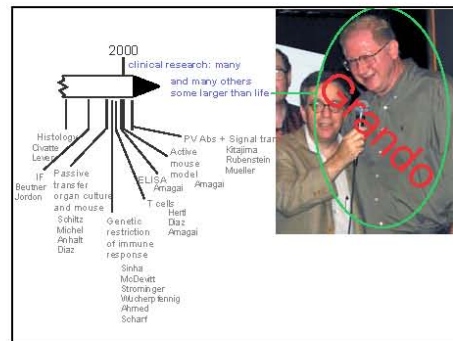 2000
clinical research: many
and many others
some larger than life
Grando
PV Abs + Signal tran
Kitajima
Rubenstein
Mueller
Active
mouse
model
Amagai
ELISA
Amagai
T cells
Hertl
Diaz
Amagai
Genetic
restriction
of immune
response
Sinha
McDevitt
Strominger
Wucherpfennig
Ahmed
Scharf
Passive
transfer
organ culture
and mouse
Schiltz
Michel
Anhalt
Diaz
IF
Beutner
Jordon
Histology
Civatte
Lever